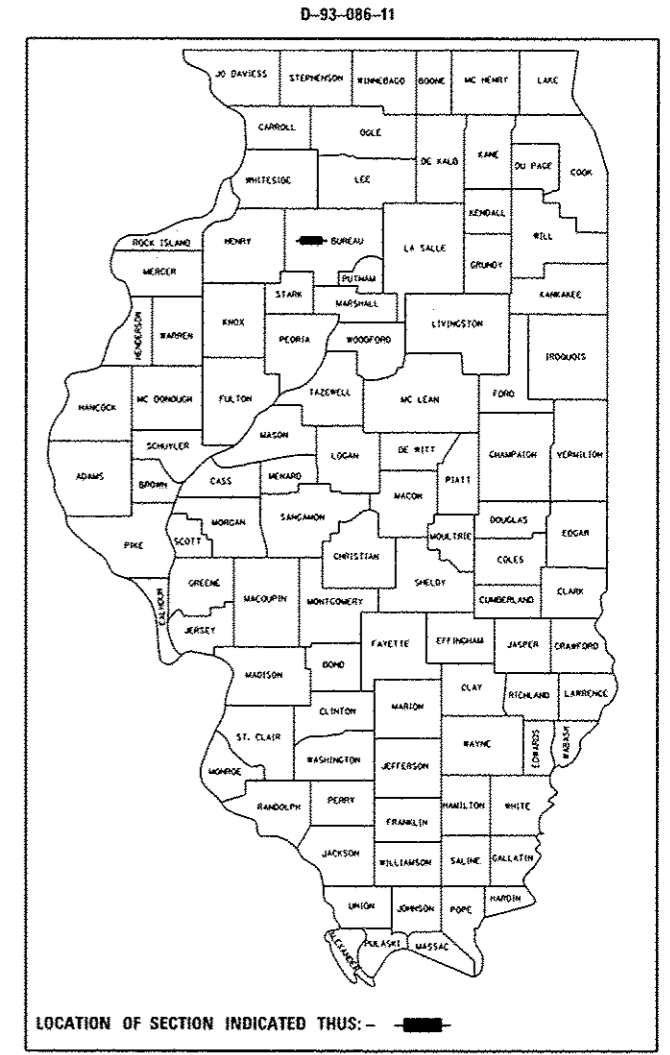 D-93-086-11
JO DAVIESS STEPHENSON WINNEBAGO BOONE MC HENRY LAKE
CARROLL OGLE DE KALB KANE DU PAGE COOK
WHITESIDE LEE
KENDALL
ROCK ISLAND HENRY BUREAU LA SALLE GRUNDY WILL
MERCER STARK PUTNAM KANKAKEE
MARSHALL
HENDERSON WARREN KNOX PEORIA WOODFORD LIVINGSTON IROQUOIS
HANCOCK MC DONOUGH FULTON TAZEWELL MC LEAN FORD
SCHUYLER MASON LOGAN DE WITT CHAMPAIGN VERMILION
ADAMS BROWN CASS MENARD MACON PIATT
PIKE SCOTT MORGAN SANGAMON CHRISTIAN MOULTRIE DOUGLAS EDGAR
COLES
CALHOUN GREENE MACOUPIN MONTGOMERY SHELBY CUMBERLAND CLARK
JERSEY
MADISON BOND FAYETTE EFFINGHAM JASPER CRAWFORD
CLINTON MARION CLAY RICHLAND LAWRENCE
ST. CLAIR WASHINGTON JEFFERSON WAYNE EDWARDS WABASH
MONROE
RANDOLPH PERRY FRANKLIN HAMILTON WHITE
JACKSON WILLIAMSON SALINE GALLATIN
UNION JOHNSON POPE HARDIN
ALEXANDER PULASKI MASSAC
LOCATION OF SECTION INDICATED THUS: -